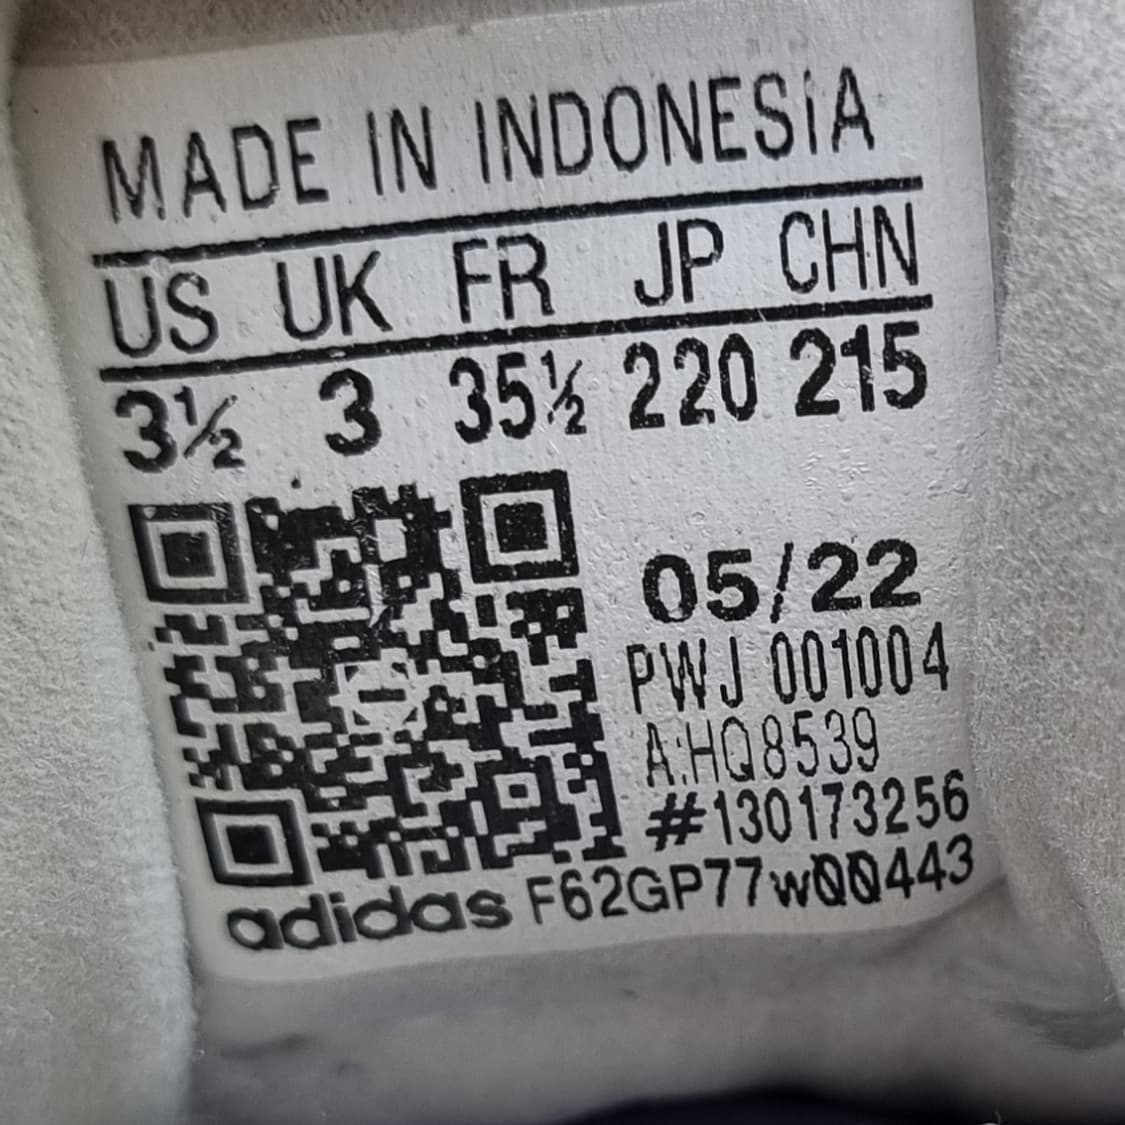 MADE IN INDONESIA
US UK FR JP CHN
3½ 3 35½ 220 215
05/22
PWJ 001004
A:HQ8539
#130173256
adidas F62GP77w00443